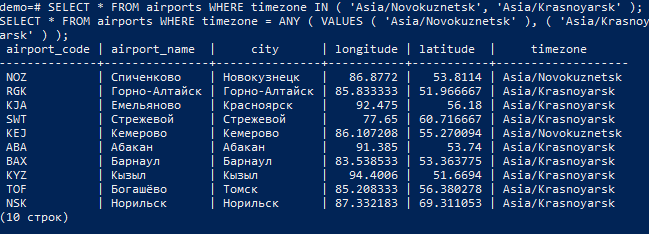 demo=# SELECT * FROM airports WHERE timezone IN ( 'Asia/Novokuznetsk', 'Asia/Krasnoyarsk' );
SELECT * FROM airports WHERE timezone = ANY ( VALUES ( 'Asia/Novokuznetsk' ), ( 'Asia/Krasnoy
arsk' ) );
 airport_code | airport_name | city | longitude | latitude | timezone
--------------+---------------+---------------+-----------+-----------+-------------------
 NOZ | Спиченково | Новокузнецк | 86.8772 | 53.8114 | Asia/Novokuznetsk
 RGK | Горно-Алтайск | Горно-Алтайск | 85.833333 | 51.966667 | Asia/Krasnoyarsk
 KJA | Емельяново | Красноярск | 92.475 | 56.18 | Asia/Krasnoyarsk
 SWT | Стрежевой | Стрежевой | 77.65 | 60.716667 | Asia/Krasnoyarsk
 KEJ | Кемерово | Кемерово | 86.107208 | 55.270094 | Asia/Novokuznetsk
 ABA | Абакан | Абакан | 91.385 | 53.74 | Asia/Krasnoyarsk
 BAX | Барнаул | Барнаул | 83.538533 | 53.363775 | Asia/Krasnoyarsk
 KYZ | Кызыл | Кызыл | 94.4006 | 51.6694 | Asia/Krasnoyarsk
 TOF | Богашёво | Томск | 85.208333 | 56.380278 | Asia/Krasnoyarsk
 NSK | Норильск | Норильск | 87.332183 | 69.311053 | Asia/Krasnoyarsk
(10 строк)